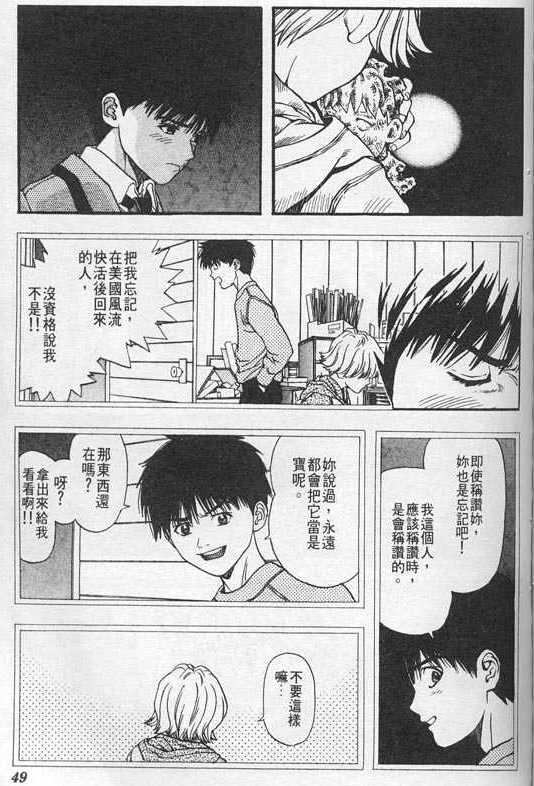 把我忘記，
在美國風流
快活後回來
的人，
沒資格說我
不是!!
即使稱讚妳，
妳也是忘記吧！
我這個人，
應該稱讚時，
是會稱讚的。
妳說過，永遠
都會把它當是
寶呢。
那東西還
在嗎？
呀？
拿出來給我
看看啊!!
不要這樣
嘛…
49